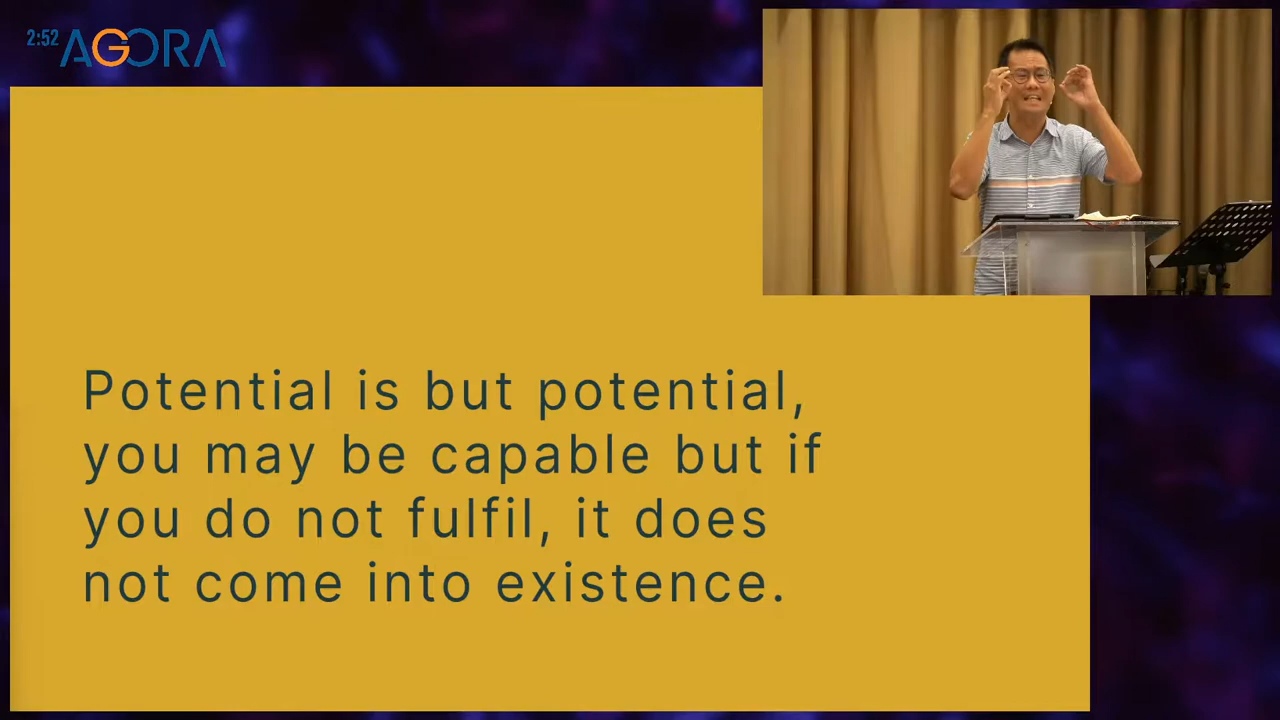 2:52 AGORA
Potential is but potential,
you may be capable but if
you do not fulfil, it does
not come into existence.